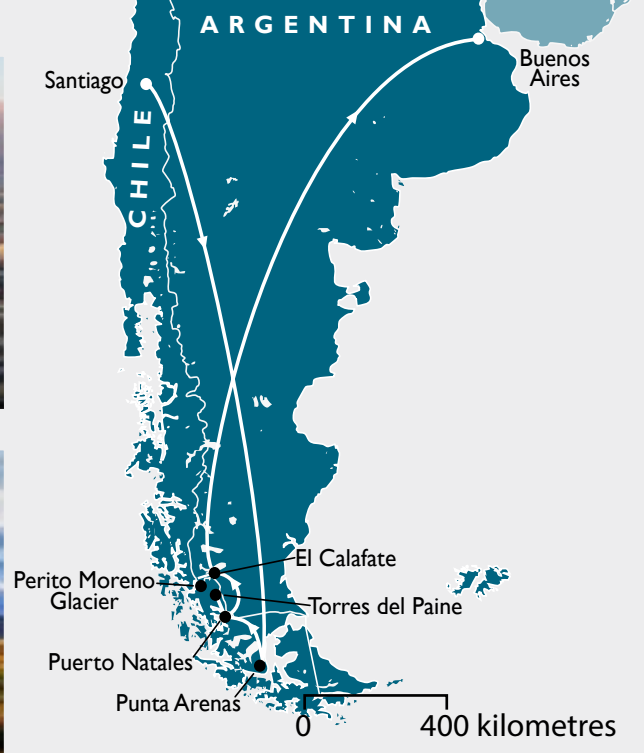 ARGENTINA
Buenos
Aires
Santiago
CHILE
El Calafate
Perito Moreno
Glacier
Torres del Paine
Puerto Natales
Punta Arenas
0 400 kilometres